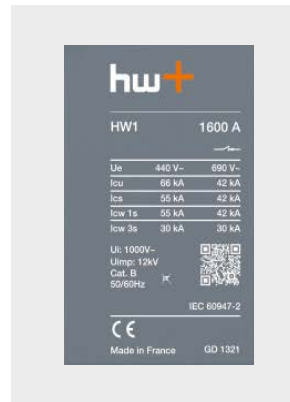 hw+
HW1 1600 A
Ue 440 V~ 690 V~
Icu 66 kA 42 kA
Ics 55 kA 42 kA
Icw 1s 55 kA 42 kA
Icw 3s 30 kA 30 kA
Ui: 1000V~
Uimp: 12kV
Cat. B
50/60Hz
IEC 60947-2
CE
Made in France GD 1321